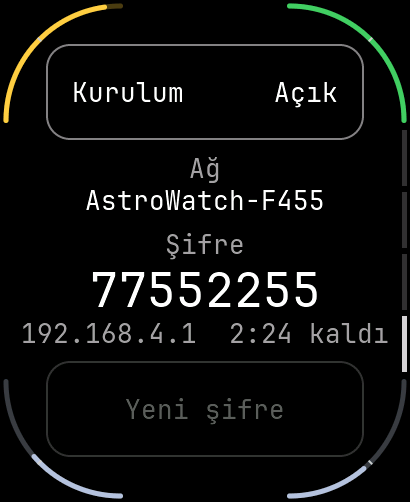 Kurulum Açık
Ağ
AstroWatch-F455
Şifre
77552255
192.168.4.1 2:24 kaldı
Yeni şifre